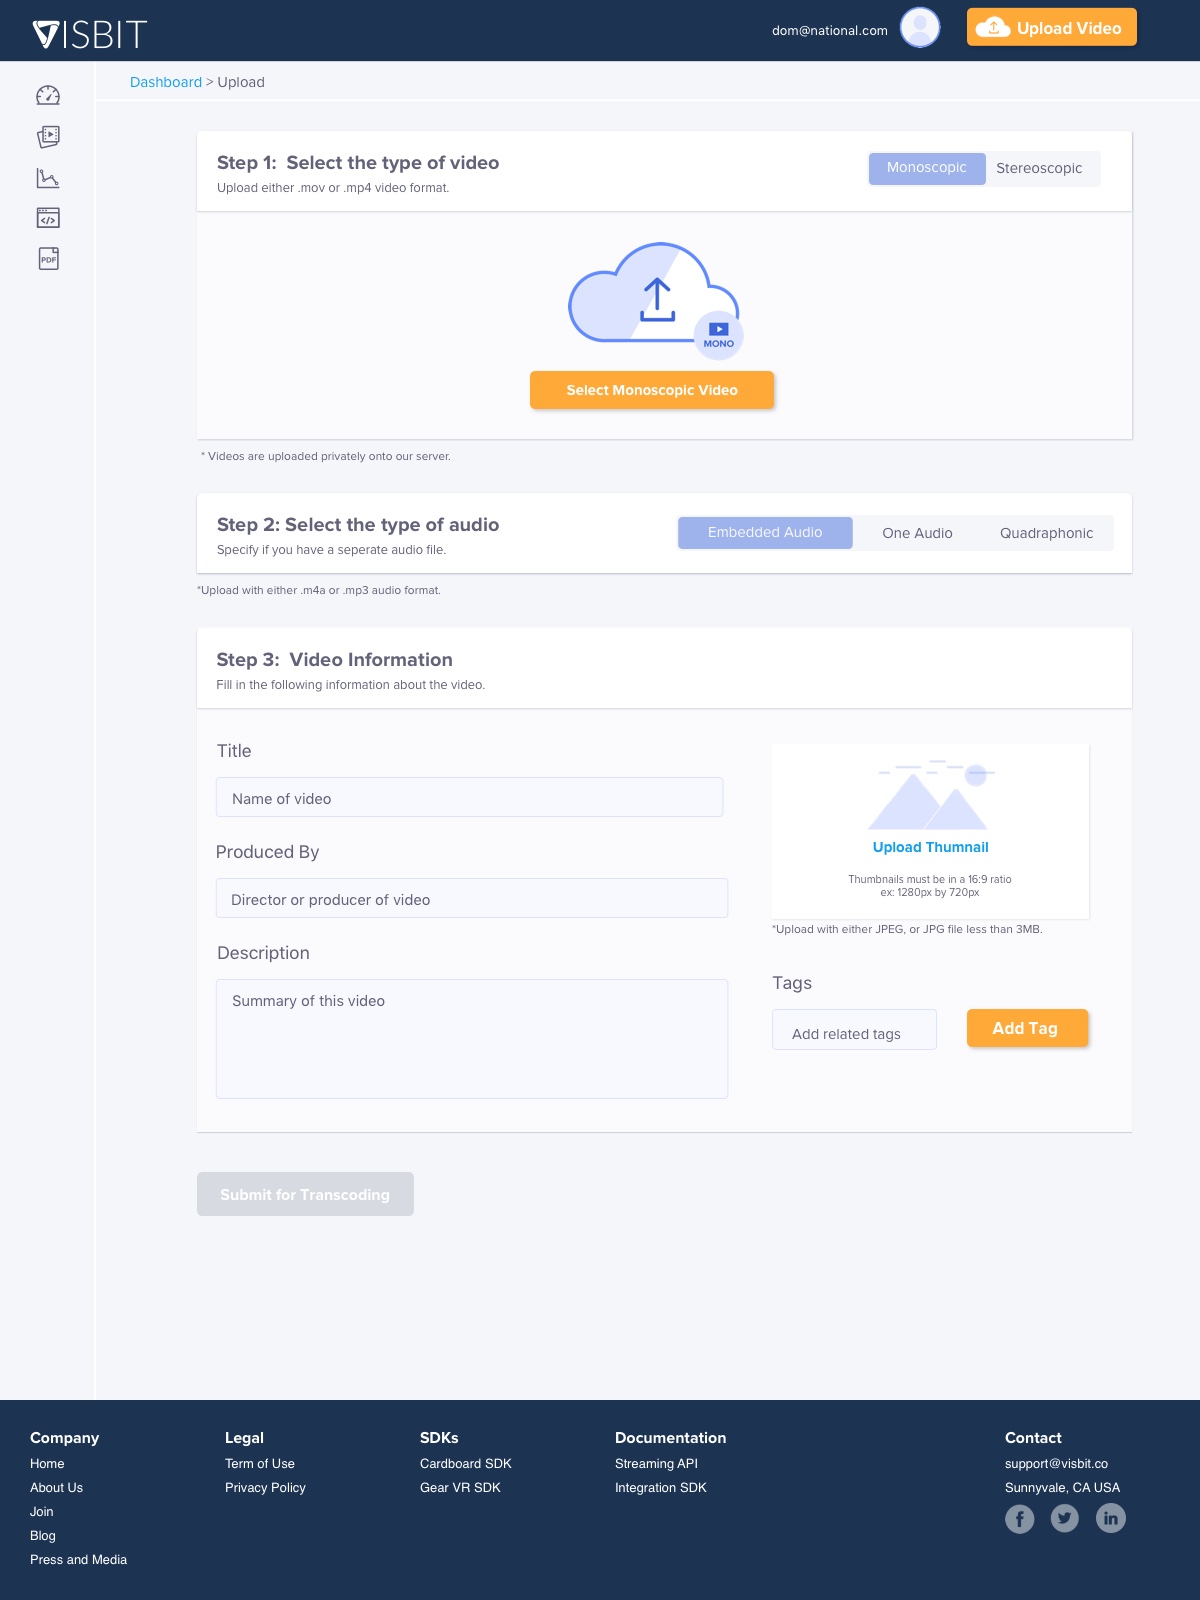 VISBIT
dom@national.com
Upload Video
Dashboard > Upload
PDF
Step 1: Select the type of video
Upload either .mov or .mp4 video format.
Monoscopic
Stereoscopic
MONO
Select Monoscopic Video
* Videos are uploaded privately onto our server.
Step 2: Select the type of audio
Specify if you have a seperate audio file.
Embedded Audio
One Audio
Quadraphonic
*Upload with either .m4a or .mp3 audio format.
Step 3: Video Information
Fill in the following information about the video.
Title
Name of video
Produced By
Director or producer of video
Description
Summary of this video
Upload Thumnail
Thumbnails must be in a 16:9 ratio
ex: 1280px by 720px
*Upload with either JPEG, or JPG file less than 3MB.
Tags
Add related tags
Add Tag
Submit for Transcoding
Company
Home
About Us
Join
Blog
Press and Media
Legal
Term of Use
Privacy Policy
SDKs
Cardboard SDK
Gear VR SDK
Documentation
Streaming API
Integration SDK
Contact
support@visbit.co
Sunnyvale, CA USA